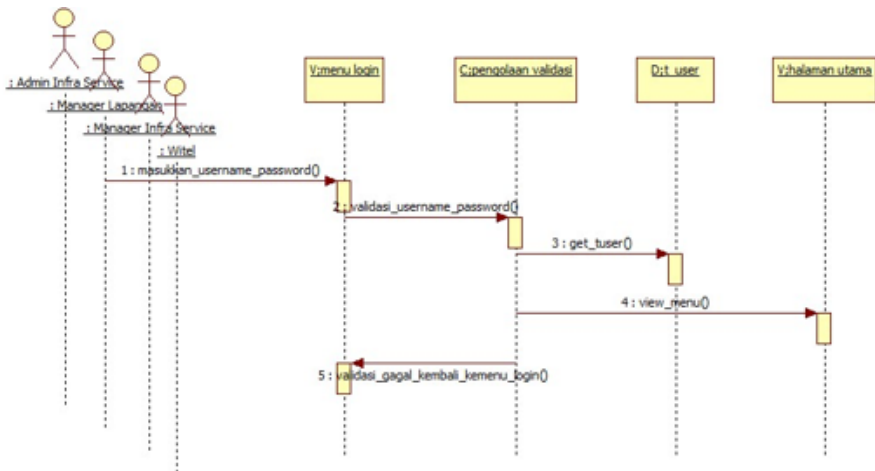 : Admin Infra Service
: Manager Lapangan
: Manager Infra Service
: Witel
V;menu login
C;pengolaan validasi
D;t_user
V;halaman utama
1 : masukkan_username_password()
2 : validasi_username_password()
3 : get_tuser()
4 : view_menu()
5 : validasi_gagal_kembali_kemenu_login()